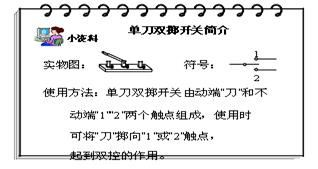 单刀双掷开关简介
小资料
实物图： 符号： 1
2
使用方法：单刀双掷开关由动端"刀"和不
动端"1""2"两个触点组成，使用时
可将"刀"掷向"1"或"2"触点，
起到双控的作用。